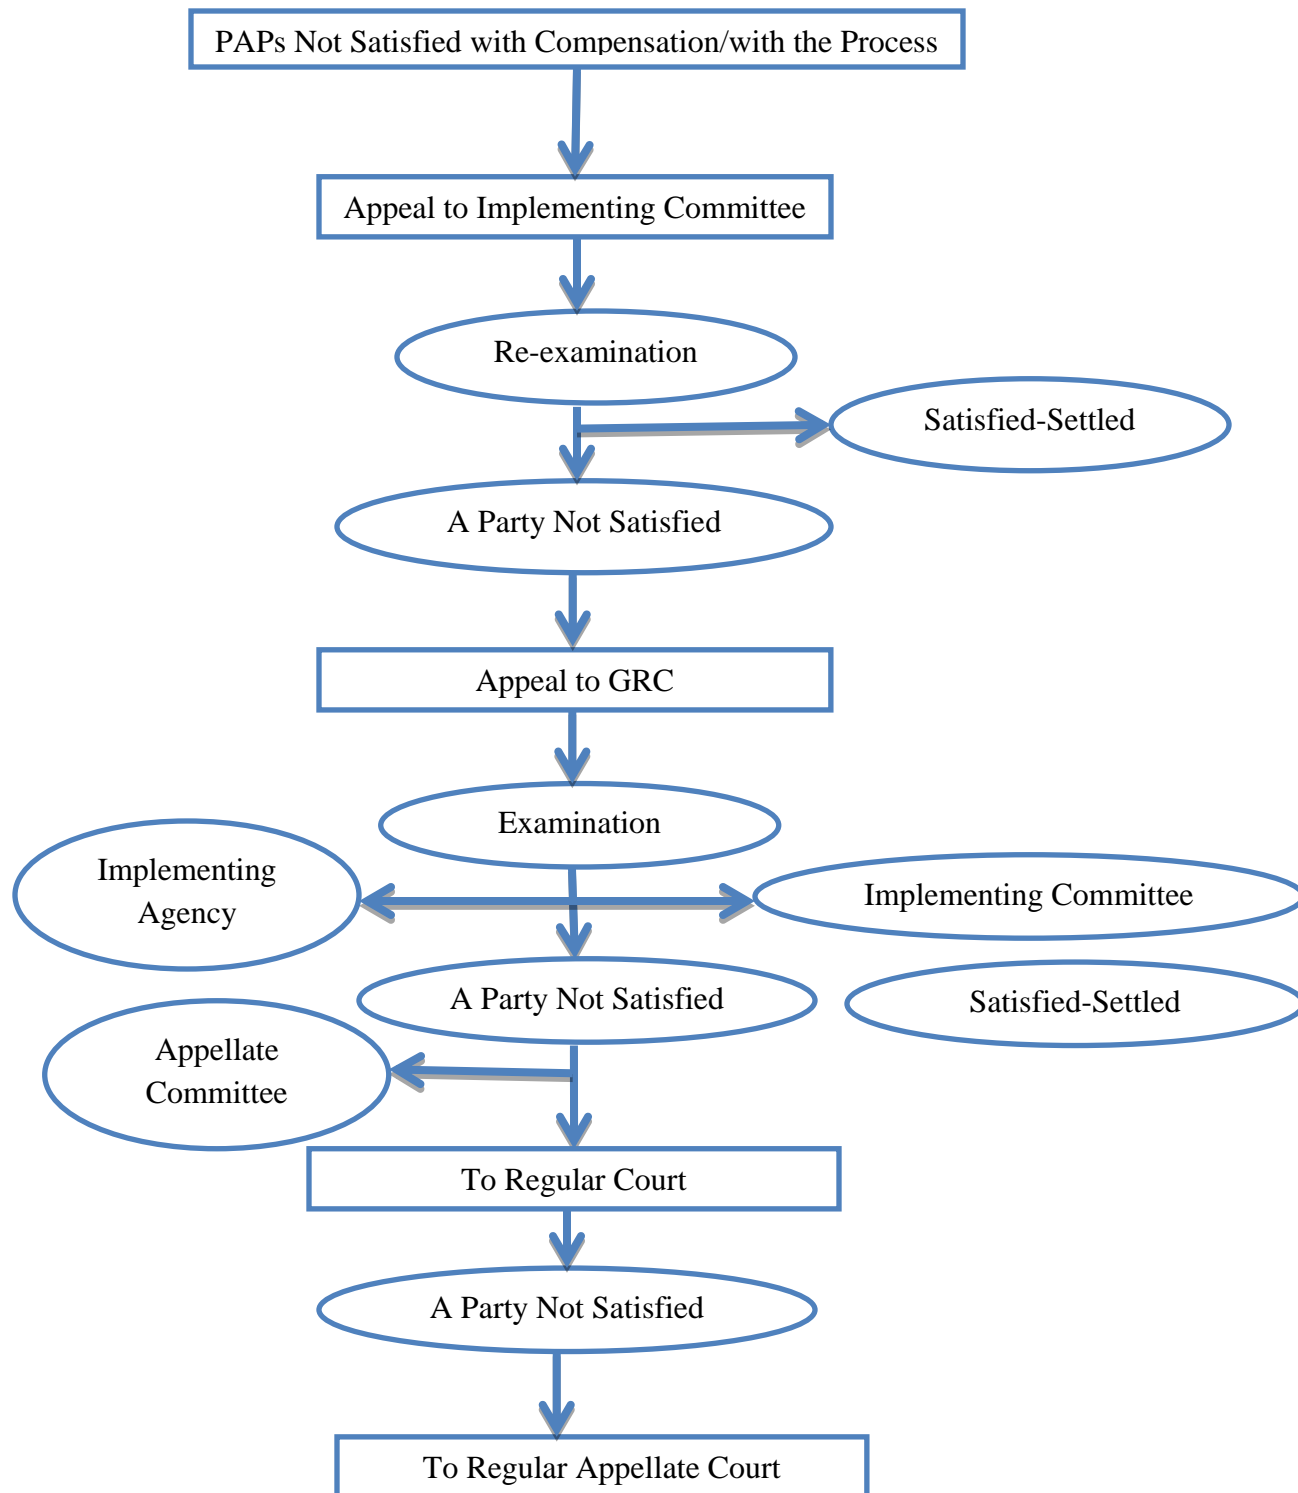 PAPs Not Satisfied with Compensation/with the Process
Appeal to Implementing Committee
Re-examination
Satisfied-Settled
A Party Not Satisfied
Appeal to GRC
Examination
Implementing
Agency
Implementing Committee
A Party Not Satisfied
Satisfied-Settled
Appellate
Committee
To Regular Court
A Party Not Satisfied
To Regular Appellate Court